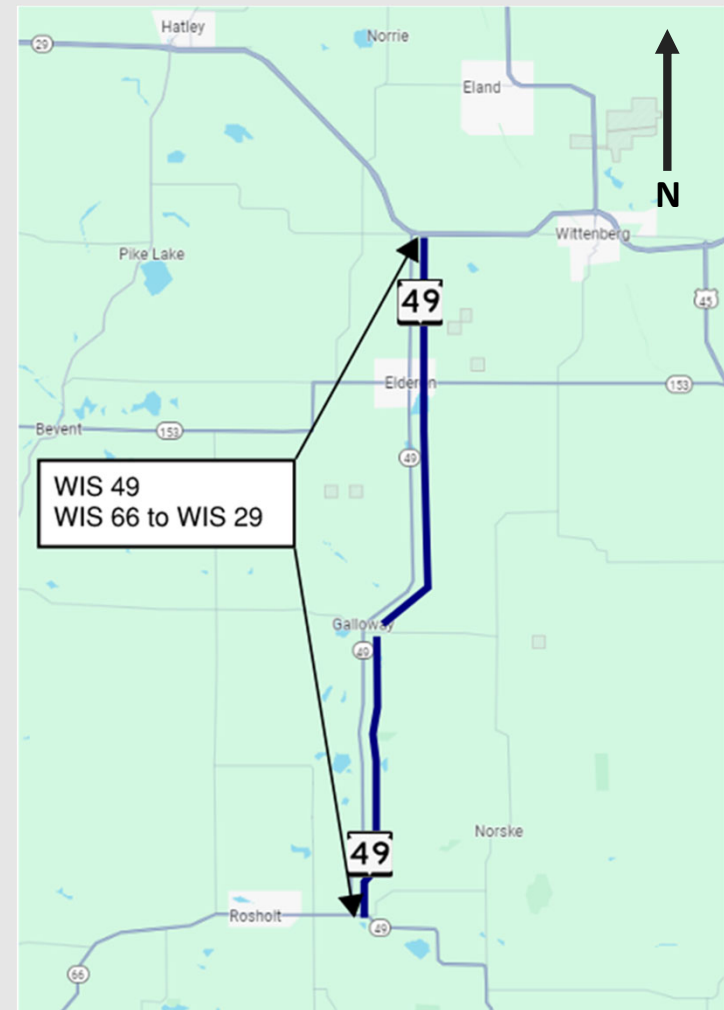 Hatley
29
Norrie
Eland
N
Wittenberg
Pike Lake
49
45
Elderon
153
Bevent
153
49
WIS 49
WIS 66 to WIS 29
Galloway
49
49
Norske
Rosholt
49
66